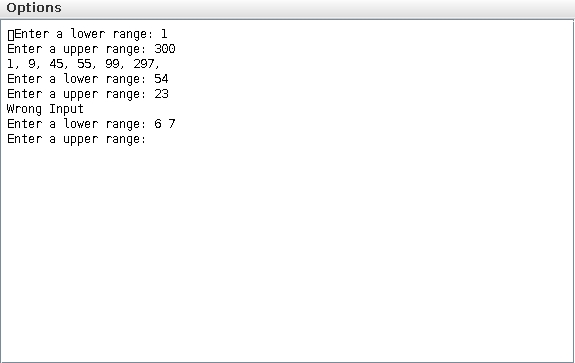 Options
Enter a lower range: 1
Enter a upper range: 300
1, 9, 45, 55, 99, 297,
Enter a lower range: 54
Enter a upper range: 23
Wrong Input
Enter a lower range: 6 7
Enter a upper range: